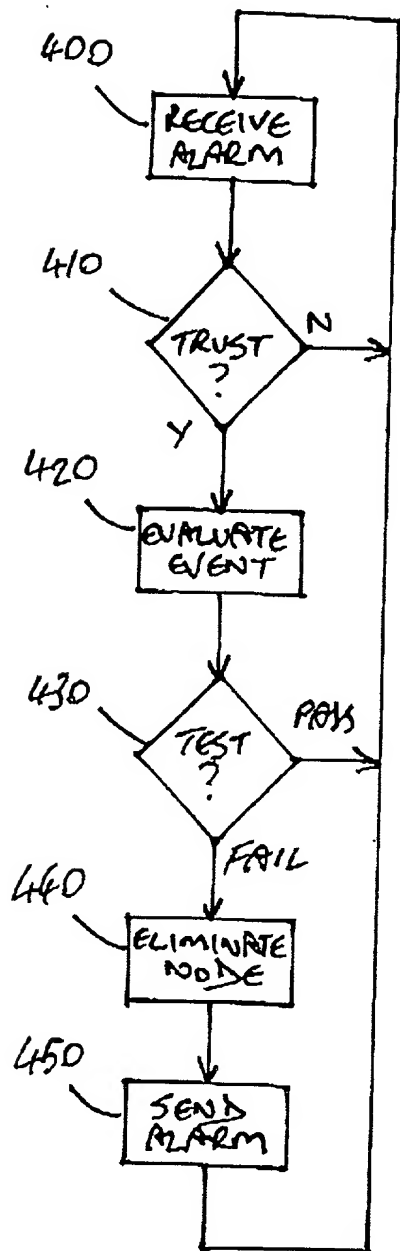 400
RECEIVE
ALARM
410
TRUST
?
N
Y
420
EVALUATE
EVENT
430
TEST
?
PASS
FAIL
440
ELIMINATE
NODE
450
SEND
ALARM